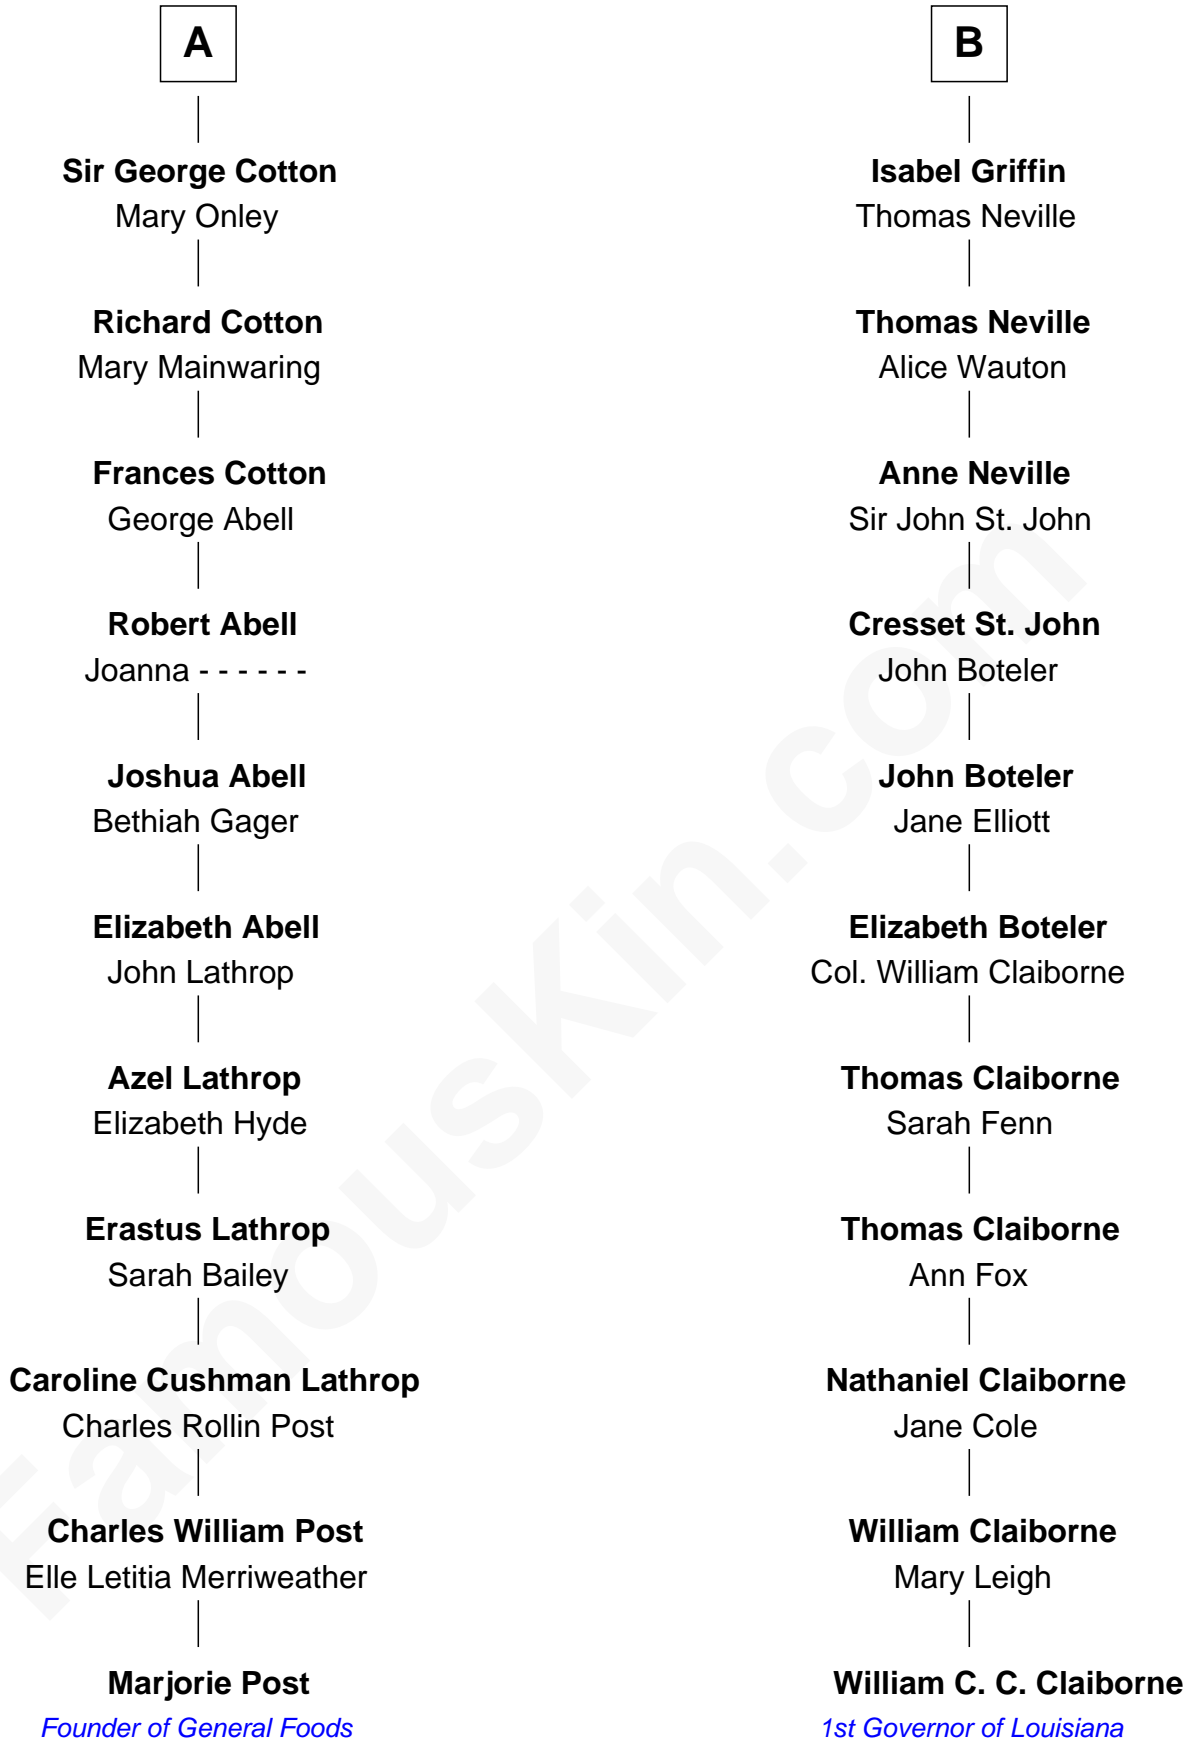 A
Sir George Cotton
Mary Onley
Richard Cotton
Mary Mainwaring
Frances Cotton
George Abell
Robert Abell
Joanna - - - - - -
Joshua Abell
Bethiah Gager
Elizabeth Abell
John Lathrop
Azel Lathrop
Elizabeth Hyde
Erastus Lathrop
Sarah Bailey
Caroline Cushman Lathrop
Charles Rollin Post
Charles William Post
Elle Letitia Merriweather
Marjorie Post
Founder of General Foods
B
Isabel Griffin
Thomas Neville
Thomas Neville
Alice Wauton
Anne Neville
Sir John St. John
Cresset St. John
John Boteler
John Boteler
Jane Elliott
Elizabeth Boteler
Col. William Claiborne
Thomas Claiborne
Sarah Fenn
Thomas Claiborne
Ann Fox
Nathaniel Claiborne
Jane Cole
William Claiborne
Mary Leigh
William C. C. Claiborne
1st Governor of Louisiana
FamousKin.com